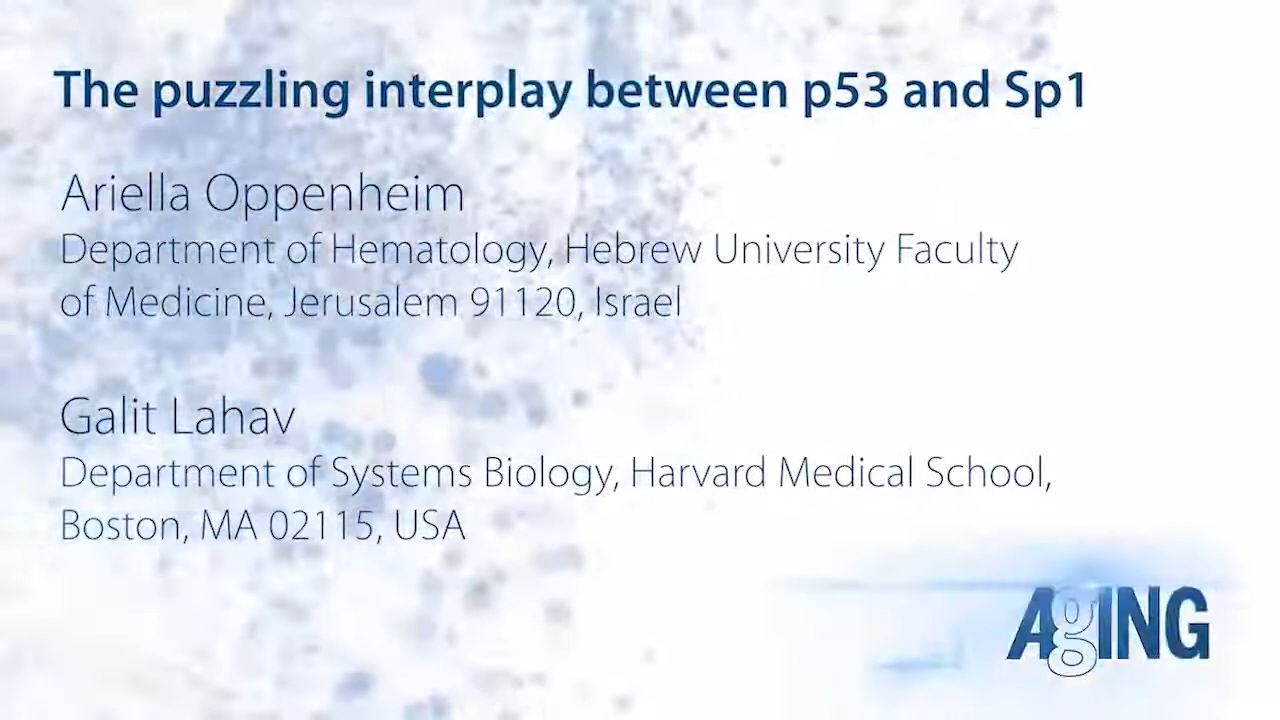 The puzzling interplay between p53 and Sp1
Ariella Oppenheim
Department of Hematology, Hebrew University Faculty
of Medicine, Jerusalem 91120, Israel
Galit Lahav
Department of Systems Biology, Harvard Medical School,
Boston, MA 02115, USA
AgING